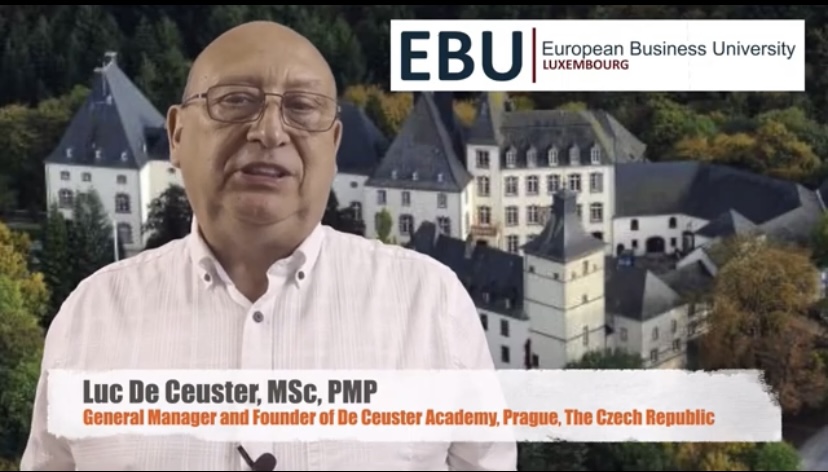 EBU
European Business University
LUXEMBOURG
Luc De Ceuster, MSc, PMP
General Manager and Founder of De Ceuster Academy, Prague, The Czech Republic